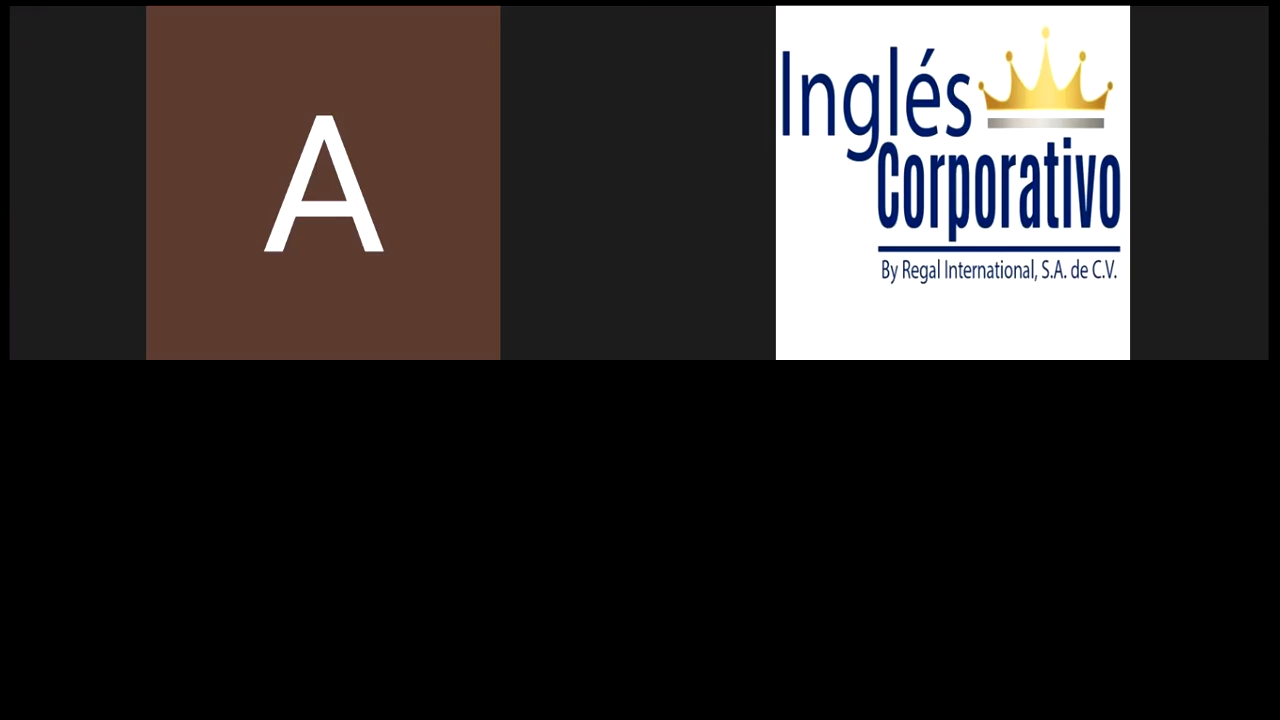 A
Inglés
Corporativo
By Regal International, S.A. de C.V.